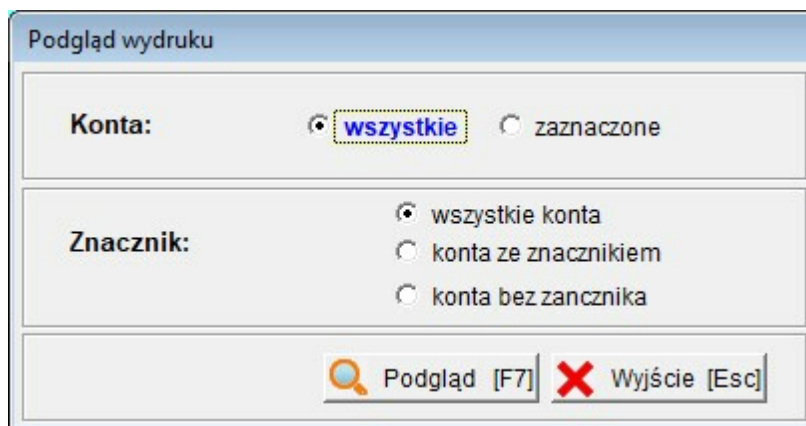 Podgląd wydruku
Konta: wszystkie zaznaczone
wszystkie konta
Znacznik: konta ze znacznikiem
konta bez zancznika
Podgląd [F7] Wyjście [Esc]